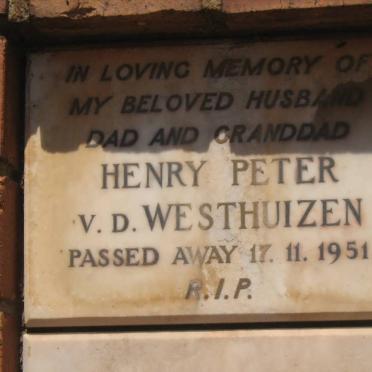 IN LOVING MEMORY OF
MY BELOVED HUSBAND
DAD AND GRANDDAD
HENRY PETER
V. D. WESTHUIZEN
PASSED AWAY 17. 11. 1951
R.I.P.